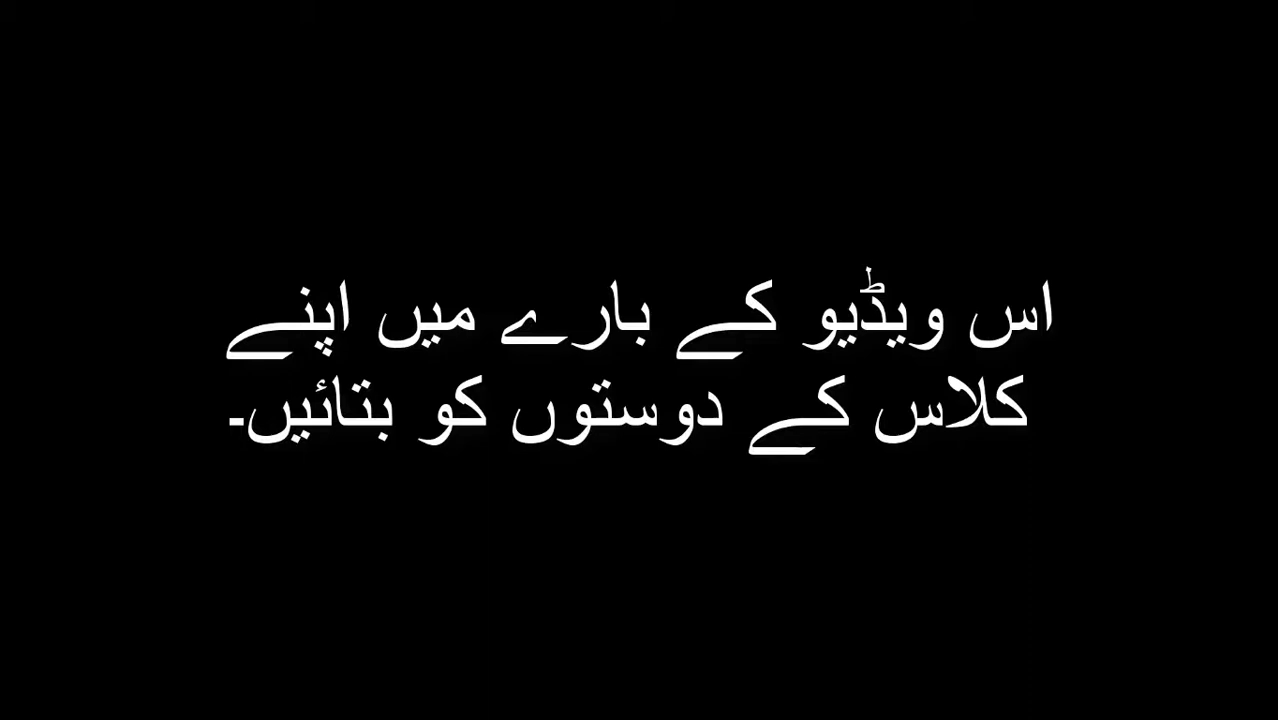 اس ویڈیو کے بارے میں اپنے
کلاس کے دوستوں کو بتائیں۔